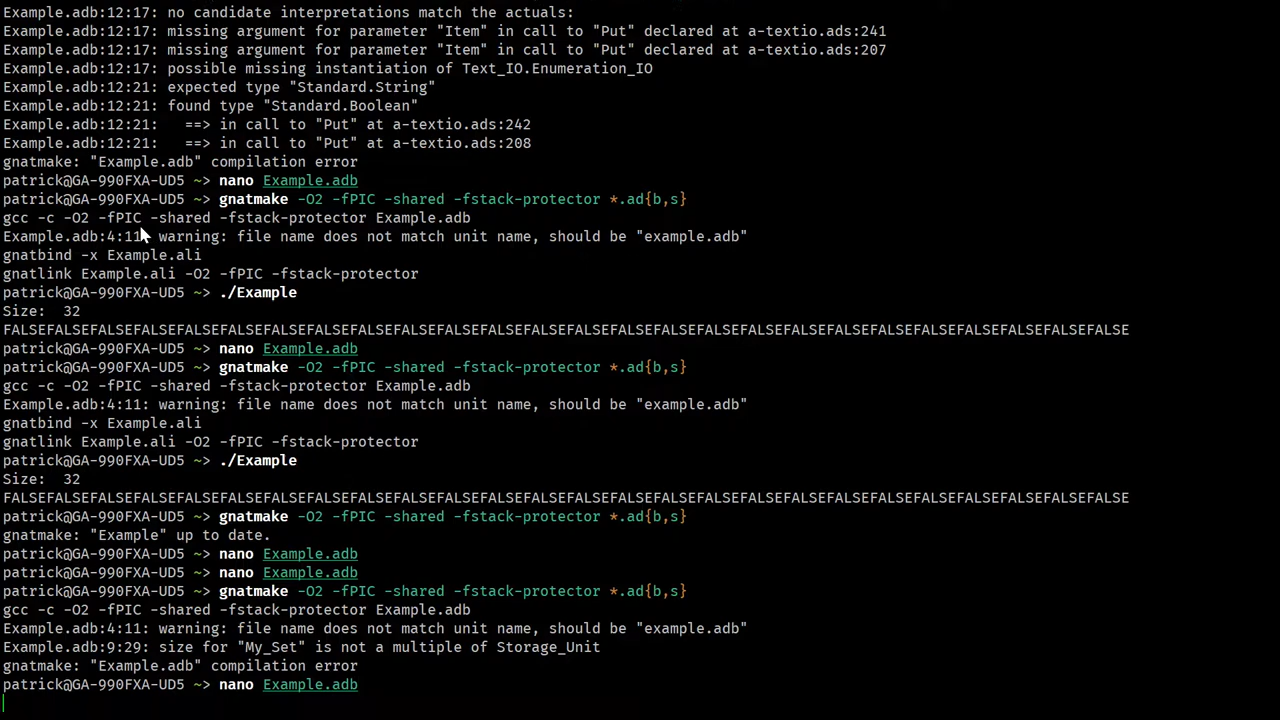 Example.adb:12:17: no candidate interpretations match the actuals:
Example.adb:12:17: missing argument for parameter "Item" in call to "Put" declared at a-textio.ads:241
Example.adb:12:17: missing argument for parameter "Item" in call to "Put" declared at a-textio.ads:207
Example.adb:12:17: possible missing instantiation of Text_IO.Enumeration_IO
Example.adb:12:21: expected type "Standard.String"
Example.adb:12:21: found type "Standard.Boolean"
Example.adb:12:21:   ==> in call to "Put" at a-textio.ads:242
Example.adb:12:21:   ==> in call to "Put" at a-textio.ads:208
gnatmake: "Example.adb" compilation error
patrick@GA-990FXA-UD5 ~> nano Example.adb
patrick@GA-990FXA-UD5 ~> gnatmake -O2 -fPIC -shared -fstack-protector *.ad{b,s}
gcc -c -O2 -fPIC -shared -fstack-protector Example.adb
Example.adb:4:11: warning: file name does not match unit name, should be "example.adb"
gnatbind -x Example.ali
gnatlink Example.ali -O2 -fPIC -fstack-protector
patrick@GA-990FXA-UD5 ~> ./Example
Size:  32
FALSEFALSEFALSEFALSEFALSEFALSEFALSEFALSEFALSEFALSEFALSEFALSEFALSEFALSEFALSEFALSEFALSEFALSEFALSEFALSEFALSEFALSEFALSEFALSEFALSEFALSE
patrick@GA-990FXA-UD5 ~> nano Example.adb
patrick@GA-990FXA-UD5 ~> gnatmake -O2 -fPIC -shared -fstack-protector *.ad{b,s}
gcc -c -O2 -fPIC -shared -fstack-protector Example.adb
Example.adb:4:11: warning: file name does not match unit name, should be "example.adb"
gnatbind -x Example.ali
gnatlink Example.ali -O2 -fPIC -fstack-protector
patrick@GA-990FXA-UD5 ~> ./Example
Size:  32
FALSEFALSEFALSEFALSEFALSEFALSEFALSEFALSEFALSEFALSEFALSEFALSEFALSEFALSEFALSEFALSEFALSEFALSEFALSEFALSEFALSEFALSEFALSEFALSEFALSEFALSE
patrick@GA-990FXA-UD5 ~> gnatmake -O2 -fPIC -shared -fstack-protector *.ad{b,s}
gnatmake: "Example" up to date.
patrick@GA-990FXA-UD5 ~> nano Example.adb
patrick@GA-990FXA-UD5 ~> nano Example.adb
patrick@GA-990FXA-UD5 ~> gnatmake -O2 -fPIC -shared -fstack-protector *.ad{b,s}
gcc -c -O2 -fPIC -shared -fstack-protector Example.adb
Example.adb:4:11: warning: file name does not match unit name, should be "example.adb"
Example.adb:9:29: size for "My_Set" is not a multiple of Storage_Unit
gnatmake: "Example.adb" compilation error
patrick@GA-990FXA-UD5 ~> nano Example.adb